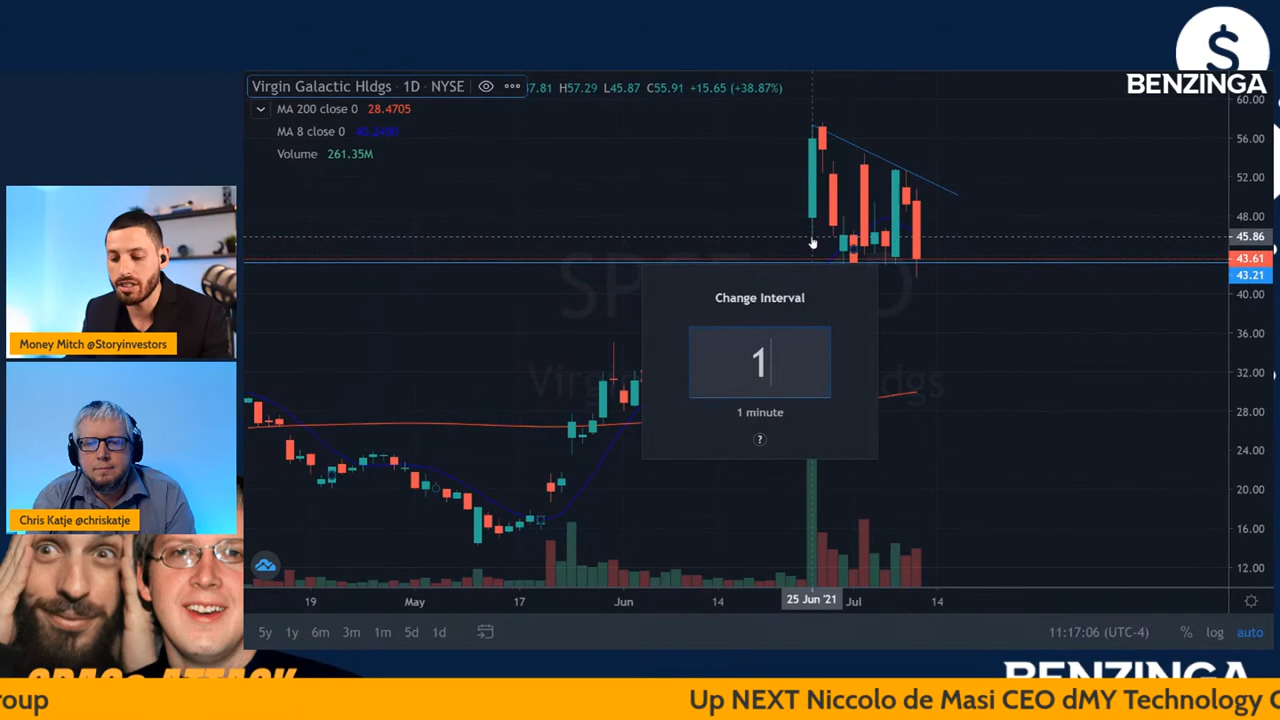 BENZINGA
Virgin Galactic Hldgs · 1D · NYSE ••• 47.81 H57.29 L45.87 C55.91 +15.65 (+38.87%)
MA 200 close 0 28.4705
MA 8 close 0
Volume 261.35M
60.00
56.00
52.00
48.00
45.86
43.61
43.21
40.00
36.00
32.00
28.00
24.00
20.00
16.00
12.00
Change Interval
1
1 minute
?
Money Mitch @Storyinvestors
Chris Katje @chriskatje
19 May 17 Jun 14 25 Jun '21 Jul 14
5y 1y 6m 3m 1m 5d 1d 11:17:06 (UTC-4) % log auto
BENZINGA
roup Up NEXT Niccolo de Masi CEO dMY Technology